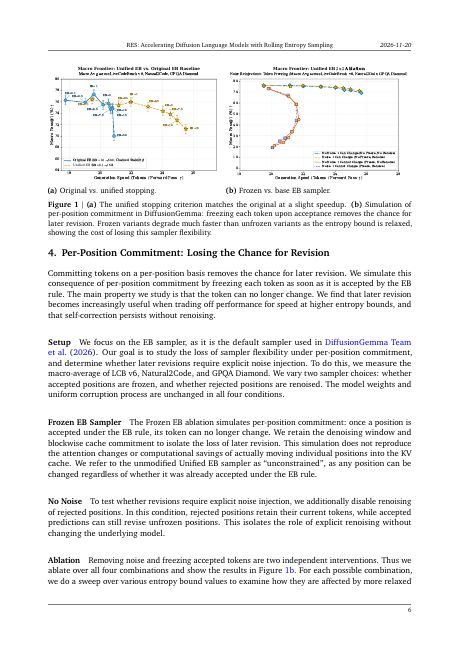 RES: Accelerating Diffusion Language Models with Rolling Entropy Sampling
2026-11-20
Macro Frontier: Unified EB vs. Original EB Baseline
Macro Frontier: Unified EB 2x2 Ablation
Generation Speed (Tokens / Forward Pass)
Generation Speed (Tokens / Forward Pass)
(a) Original vs. unified stopping.
(b) Frozen vs. base EB sampler.
Figure 1 | (a) The unified stopping criterion matches the original at a slight speedup. (b) Simulation of
per-position commitment in DiffusionGemma: freezing each token upon acceptance removes the chance for
later revision. Frozen variants degrade much faster than unfrozen variants as the entropy bound is relaxed,
showing the cost of losing this sampler flexibility.
4. Per-Position Commitment: Losing the Chance for Revision
Committing tokens on a per-position basis removes the chance for later revision. We simulate this
consequence of per-position commitment by freezing each token as soon as it is accepted by the EB
rule. The main property we study is that the token can no longer change. We find that later revision
becomes increasingly useful when trading off performance for speed at higher entropy bounds, and
that self-correction persists without renoising.
Setup We focus on the EB sampler, as it is the default sampler used in DiffusionGemma Team
et al. (2026). Our goal is to study the loss of sampler flexibility under per-position commitment,
and determine whether later revisions require explicit noise injection. To do this, we measure the
macro-average of LCB v6, Natural2Code, and GPQA Diamond. We vary two sampler choices: whether
accepted positions are frozen, and whether rejected positions are renoised. The model weights and
uniform corruption process are unchanged in all four conditions.
Frozen EB Sampler The Frozen EB ablation simulates per-position commitment: once a position is
accepted under the EB rule, its token can no longer change. We retain the denoising window and
blockwise cache commitment to isolate the loss of later revision. This simulation does not reproduce
the attention changes or computational savings of actually moving individual positions into the KV
cache. We refer to the unmodified Unified EB sampler as “unconstrained”, as any position can be
changed regardless of whether it was already accepted under the EB rule.
No Noise To test whether revisions require explicit noise injection, we additionally disable renoising
of rejected positions. In this condition, rejected positions retain their current tokens, while accepted
predictions can still revise unfrozen positions. This isolates the role of explicit renoising without
changing the underlying model.
Ablation Removing noise and freezing accepted tokens are two independent interventions. Thus we
ablate over all four combinations and show the results in Figure 1b. For each possible combination,
we do a sweep over various entropy bound values to examine how they are affected by more relaxed
6